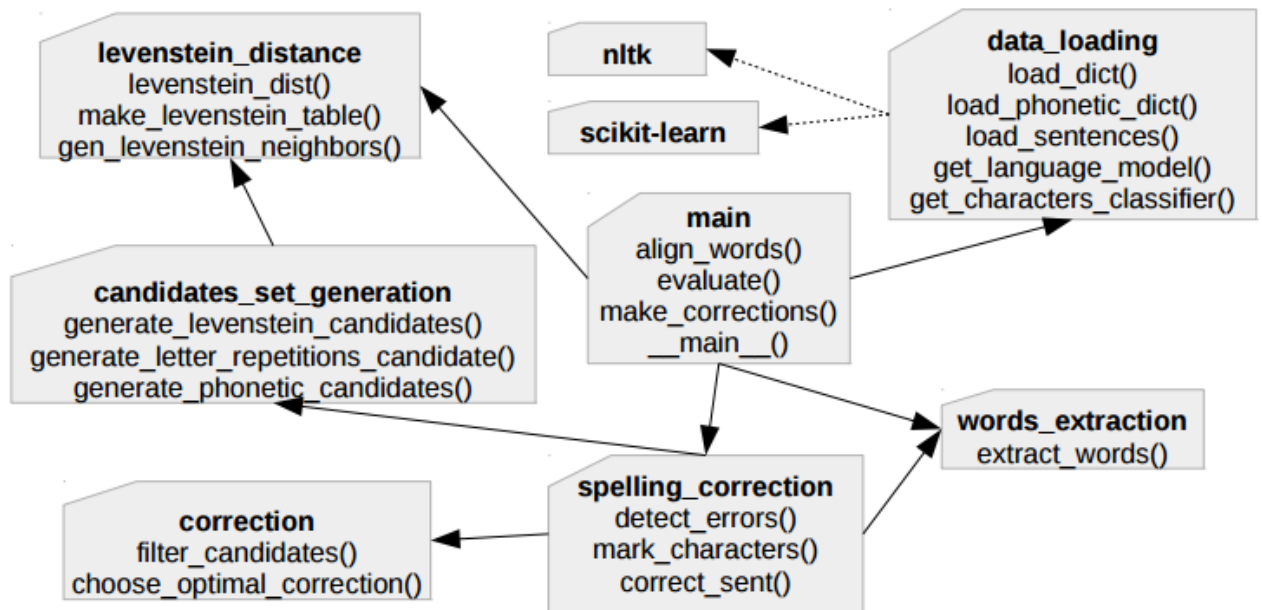 levenstein_distance
levenstein_dist()
make_levenstein_table()
gen_levenstein_neighbors()
nltk
scikit-learn
data_loading
load_dict()
load_phonetic_dict()
load_sentences()
get_language_model()
get_characters_classifier()
main
align_words()
evaluate()
make_corrections()
__main__()
candidates_set_generation
generate_levenstein_candidates()
generate_letter_repetitions_candidate()
generate_phonetic_candidates()
words_extraction
extract_words()
spelling_correction
detect_errors()
mark_characters()
correct_sent()
correction
filter_candidates()
choose_optimal_correction()